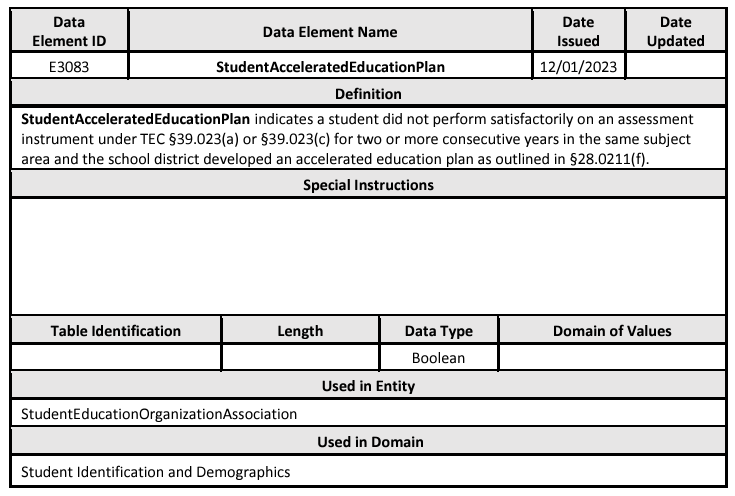 Data Element ID Data Element Name Date Issued Date Updated
E3083 StudentAcceleratedEducationPlan 12/01/2023
Definition
StudentAcceleratedEducationPlan indicates a student did not perform satisfactorily on an assessment
instrument under TEC §39.023(a) or §39.023(c) for two or more consecutive years in the same subject
area and the school district developed an accelerated education plan as outlined in §28.0211(f).
Special Instructions
Table Identification Length Data Type Domain of Values
Boolean
Used in Entity
StudentEducationOrganizationAssociation
Used in Domain
Student Identification and Demographics